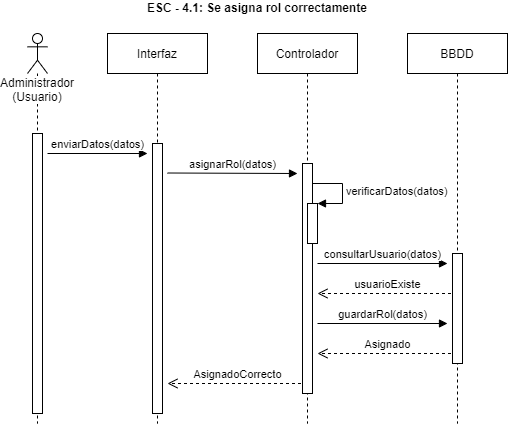 ESC - 4.1: Se asigna rol correctamente
Interfaz
Controlador
BBDD
Administrador
(Usuario)
enviarDatos(datos)
asignarRol(datos)
verificarDatos(datos)
consultarUsuario(datos)
usuarioExiste
guardarRol(datos)
Asignado
AsignadoCorrecto